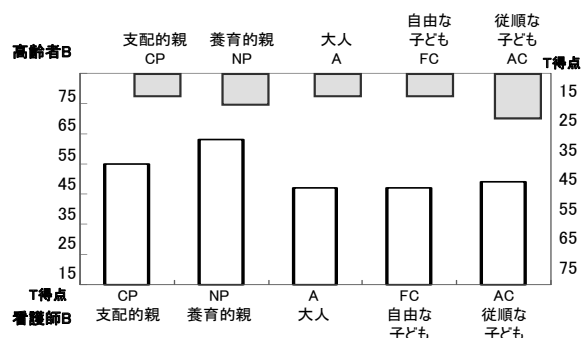 高齢者B
支配的親 養育的親 大人 自由な子ども 従順な子ども
CP NP A FC AC
T得点
75 15
65 25
55 35
45 45
35 55
25 65
15 75
T得点
CP NP A FC AC
看護師B
支配的親 養育的親 大人 自由な子ども 従順な子ども